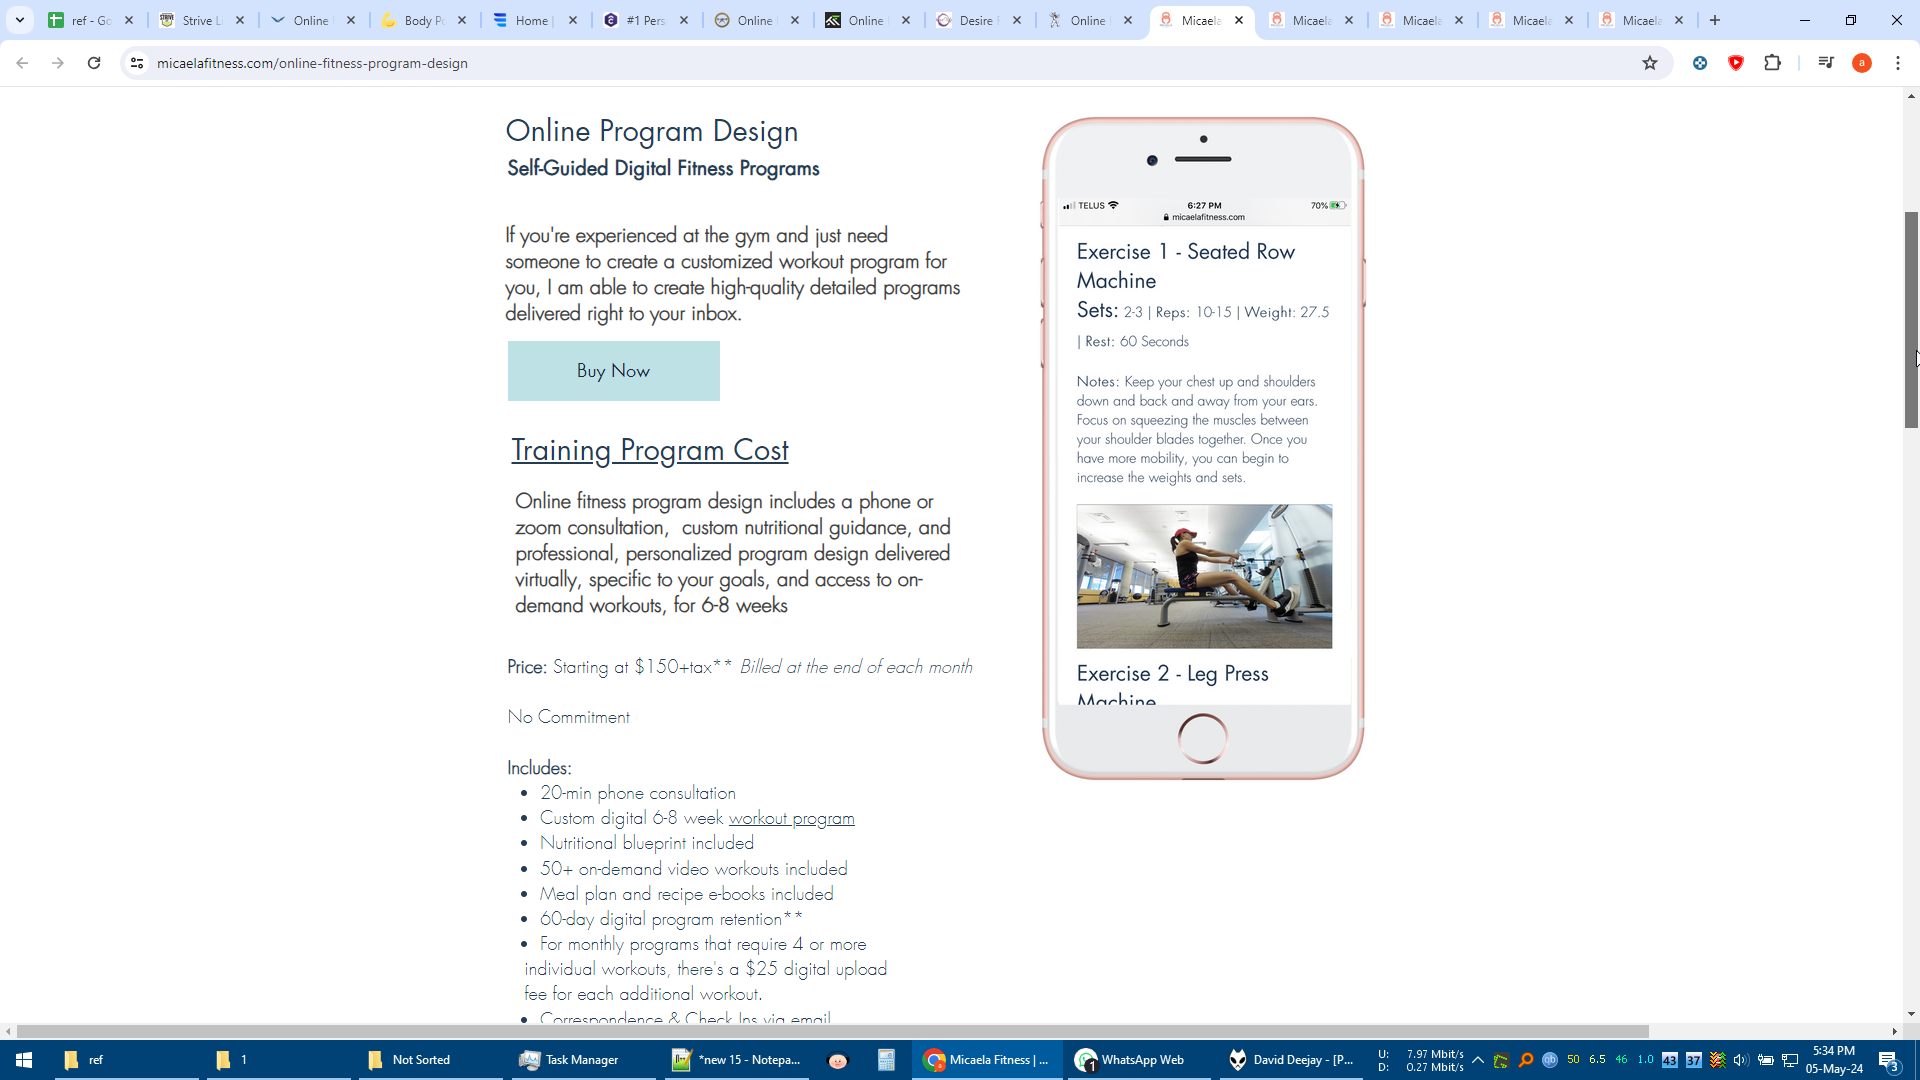 ref - Go
Strive L
Online
Body Po
Home |
#1 Pers
Online
Online
Desire
Online
Micaela
Micaela
Micaela
Micaela
Micaela
micaelafitness.com/online-fitness-program-design
a
Online Program Design
Self-Guided Digital Fitness Programs
If you're experienced at the gym and just need
someone to create a customized workout program for
you, I am able to create high-quality detailed programs
delivered right to your inbox.
Buy Now
Training Program Cost
Online fitness program design includes a phone or
zoom consultation, custom nutritional guidance, and
professional, personalized program design delivered
virtually, specific to your goals, and access to on-
demand workouts, for 6-8 weeks
Price: Starting at $150+tax** Billed at the end of each month
No Commitment
Includes:
• 20-min phone consultation
• Custom digital 6-8 week workout program
• Nutritional blueprint included
• 50+ on-demand video workouts included
• Meal plan and recipe e-books included
• 60-day digital program retention**
• For monthly programs that require 4 or more
individual workouts, there's a $25 digital upload
fee for each additional workout.
• Correspondence & Check Ins via email
TELUS 6:27 PM 70%
micaelafitness.com
Exercise 1 - Seated Row
Machine
Sets: 2-3 | Reps: 10-15 | Weight: 27.5
| Rest: 60 Seconds
Notes: Keep your chest up and shoulders
down and back and away from your ears.
Focus on squeezing the muscles between
your shoulder blades together. Once you
have more mobility, you can begin to
increase the weights and sets.
Exercise 2 - Leg Press
Machine
ref
1
Not Sorted
Task Manager
*new 15 - Notepa...
Micaela Fitness | ...
1
WhatsApp Web
David Deejay - [P...
U: 7.97 Mbit/s
D: 0.27 Mbit/s
50 6.5 46 1.0 43 37
5:34 PM
05-May-24
3